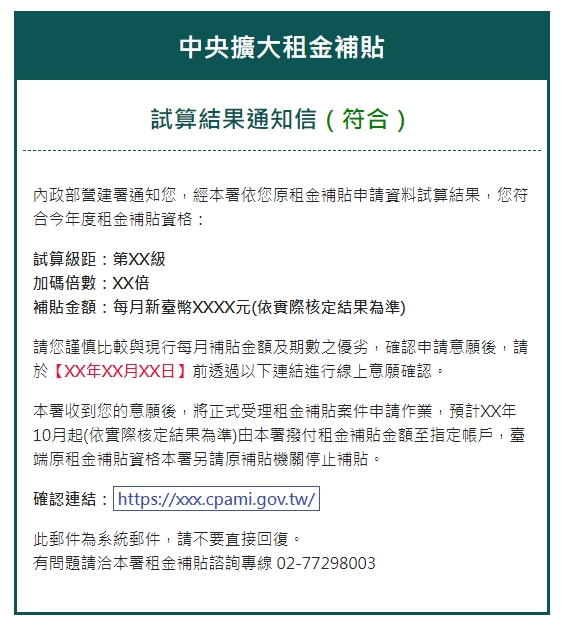 中央擴大租金補貼
試算結果通知信（符合）
內政部營建署通知您，經本署依您原租金補貼申請資料試算結果，您符
合今年度租金補貼資格：
試算級距：第XX級
加碼倍數：XX倍
補貼金額：每月新臺幣XXXX元(依實際核定結果為準)
請您謹慎比較與現行每月補貼金額及期數之優劣，確認申請意願後，請
於【XX年XX月XX日】前透過以下連結進行線上意願確認。
本署收到您的意願後，將正式受理租金補貼案件申請作業，預計XX年
10月起(依實際核定結果為準)由本署撥付租金補貼金額至指定帳戶，臺
端原租金補貼資格本署另請原補貼機關停止補貼。
確認連結：https://xxx.cpami.gov.tw/
此郵件為系統郵件，請不要直接回復。
有問題請洽本署租金補貼諮詢專線 02-77298003